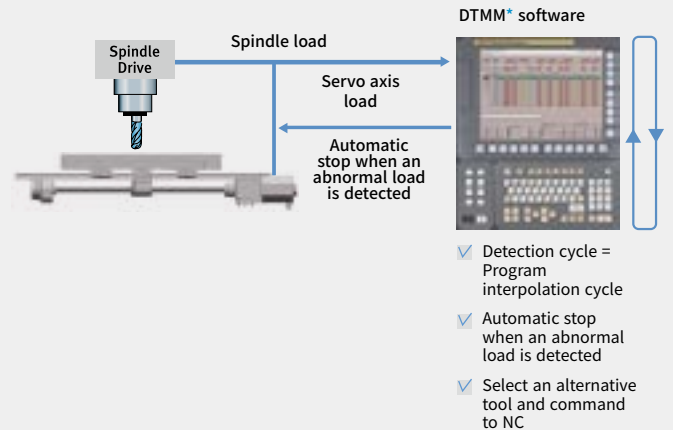 DTMM* software
Spindle load
Spindle
Drive
Servo axis
load
Automatic
stop when an
abnormal load
is detected
Detection cycle =
Program
interpolation cycle
Automatic stop
when an abnormal
load is detected
Select an alternative
tool and command
to NC